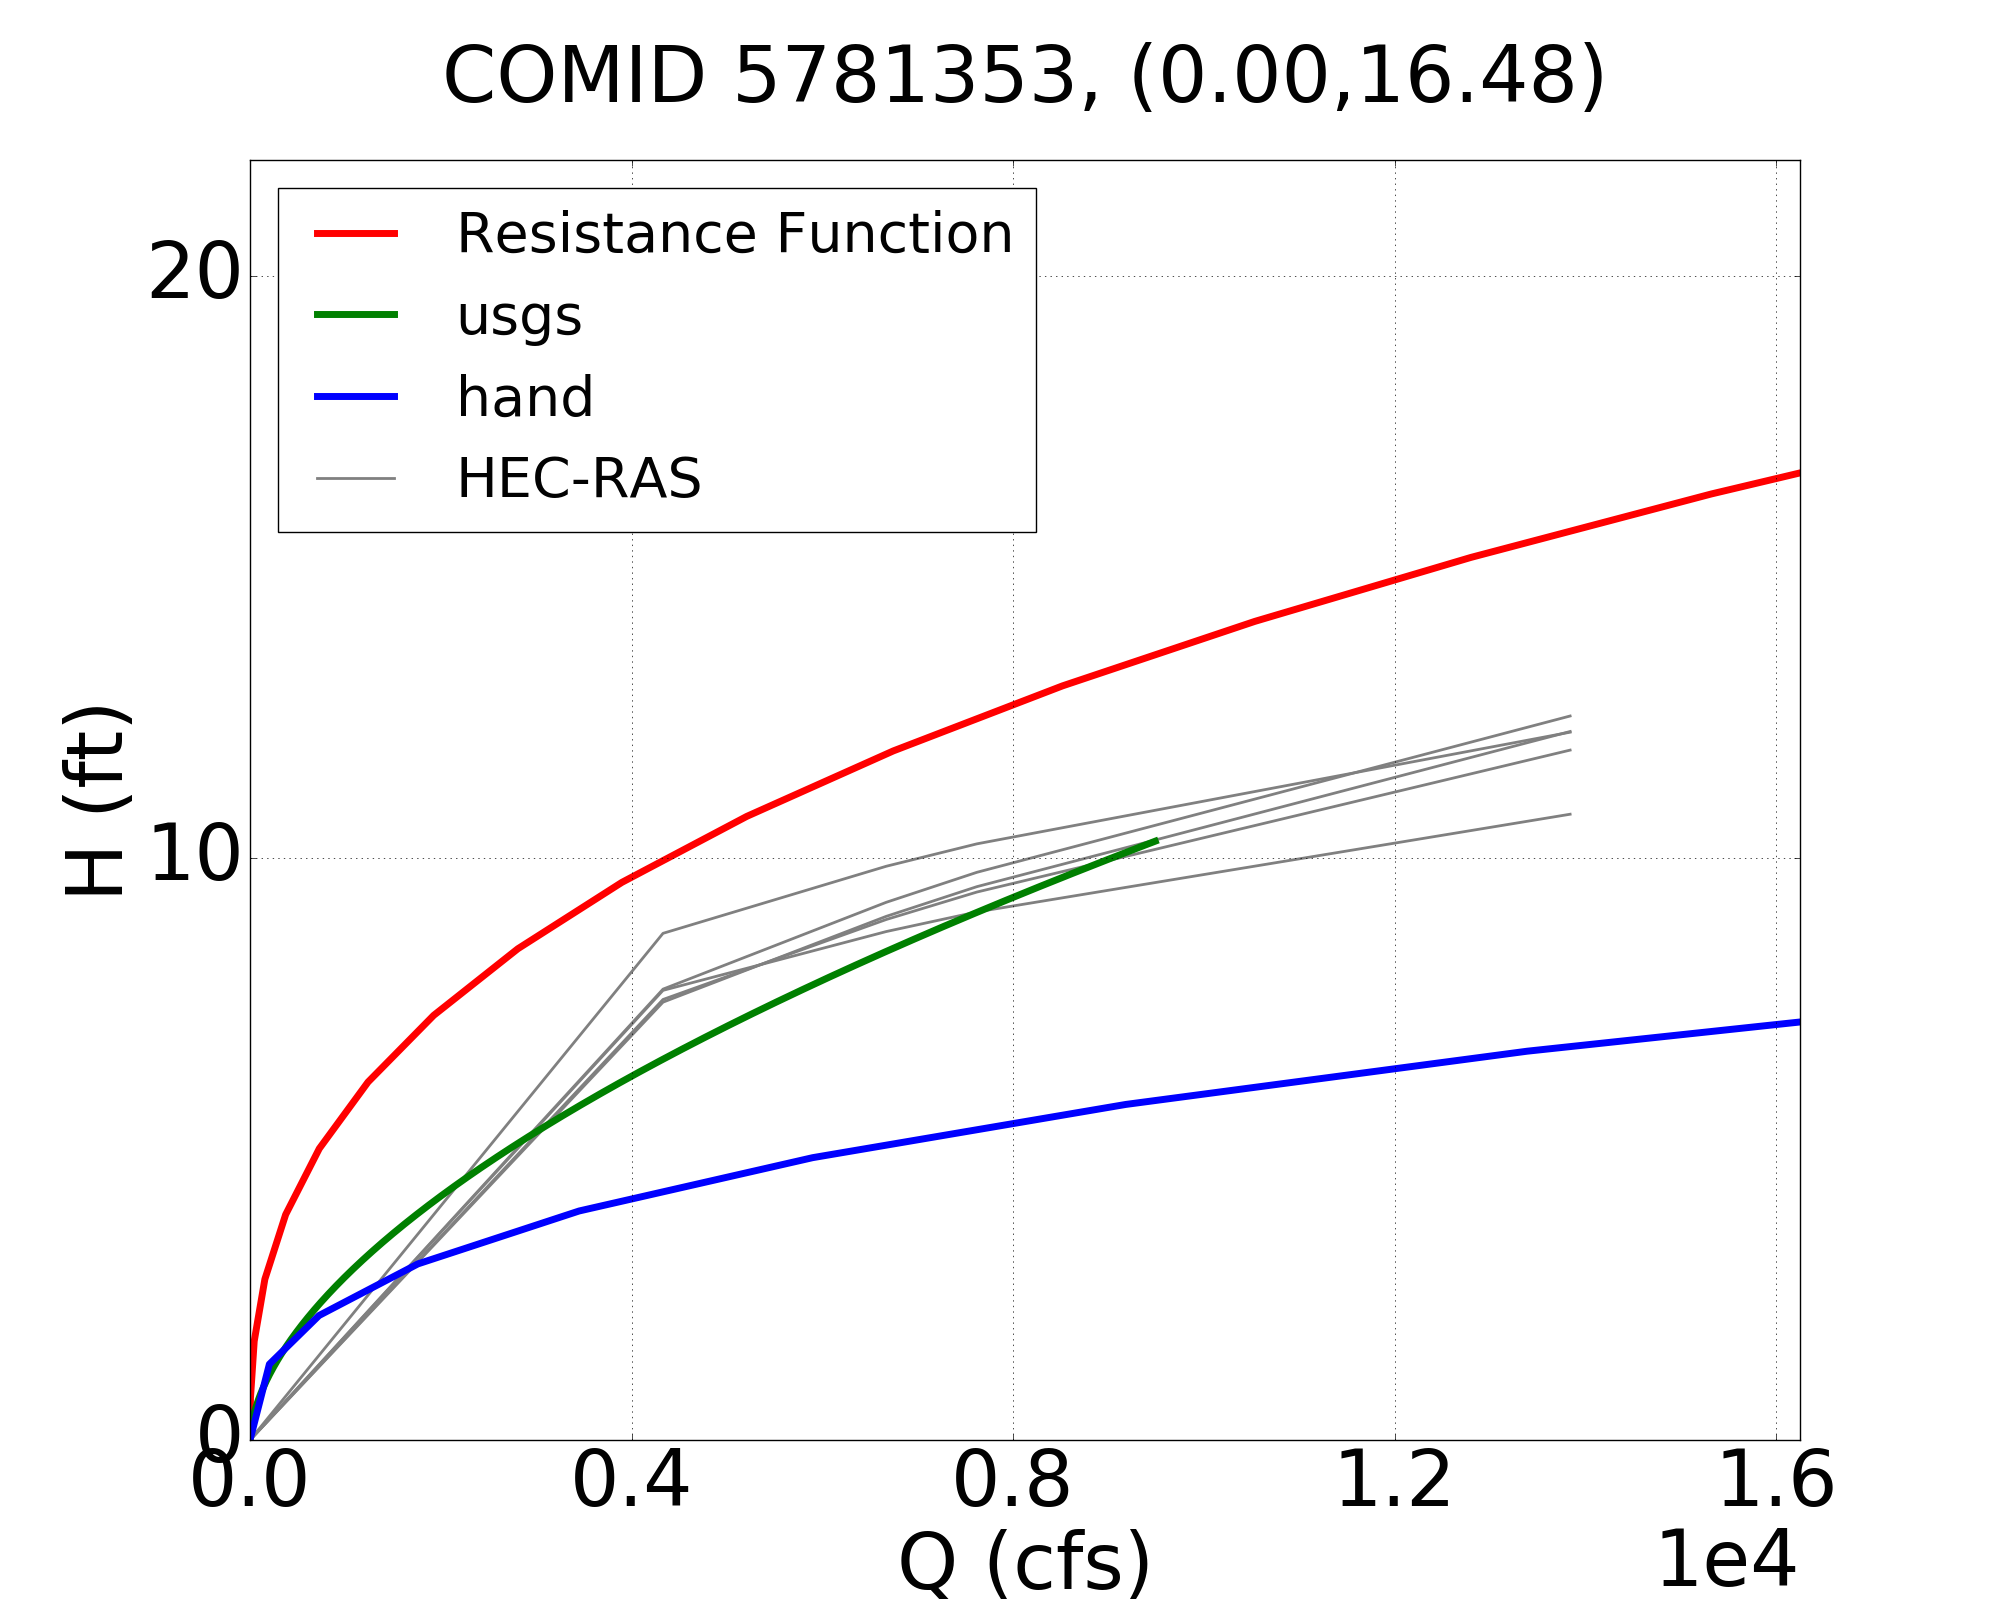 COMID 5781353, (0.00,16.48)
Resistance Function
usgs
hand
HEC-RAS
20
10
0
H (ft)
0.0 0.4 0.8 1.2 1.6
1e4
Q (cfs)